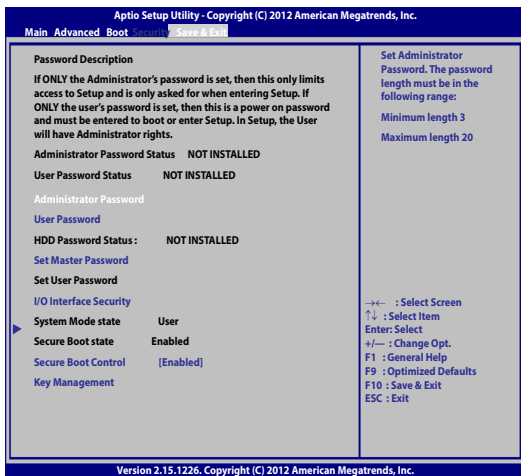 Aptio Setup Utility - Copyright (C) 2012 American Megatrends, Inc.
Main Advanced Boot Security Save & Exit
Password Description
If ONLY the Administrator's password is set, then this only limits
access to Setup and is only asked for when entering Setup. If
ONLY the user's password is set, then this is a power on password
and must be entered to boot or enter Setup. In Setup, the User
will have Administrator rights.
Administrator Password Status NOT INSTALLED
User Password Status NOT INSTALLED
Administrator Password
User Password
HDD Password Status : NOT INSTALLED
Set Master Password
Set User Password
I/O Interface Security
System Mode state User
Secure Boot state Enabled
Secure Boot Control [Enabled]
Key Management
Set Administrator
Password. The password
length must be in the
following range:
Minimum length 3
Maximum length 20
→← : Select Screen
↑↓ : Select Item
Enter: Select
+/— : Change Opt.
F1 : General Help
F9 : Optimized Defaults
F10 : Save & Exit
ESC : Exit
Version 2.15.1226. Copyright (C) 2012 American Megatrends, Inc.